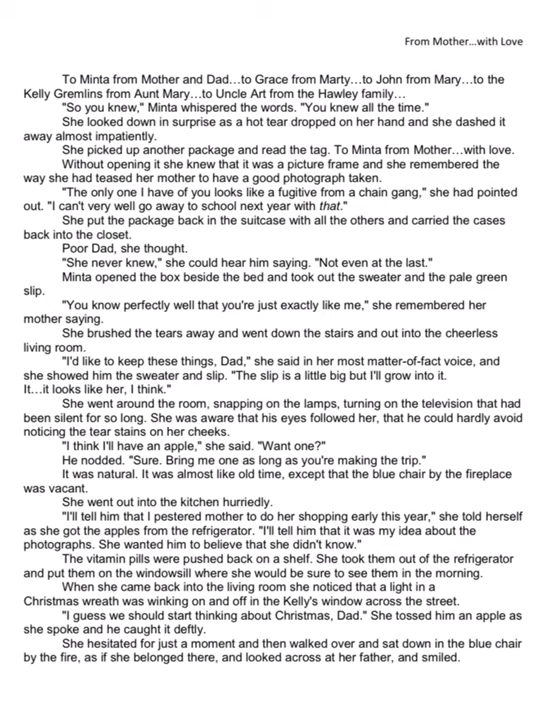 From Mother…with Love
To Minta from Mother and Dad…to Grace from Marty…to John from Mary…to the
Kelly Gremlins from Aunt Mary…to Uncle Art from the Hawley family…
"So you knew," Minta whispered the words. "You knew all the time."
She looked down in surprise as a hot tear dropped on her hand and she dashed it
away almost impatiently.
She picked up another package and read the tag. To Minta from Mother…with love.
Without opening it she knew that it was a picture frame and she remembered the
way she had teased her mother to have a good photograph taken.
"The only one I have of you looks like a fugitive from a chain gang," she had pointed
out. "I can't very well go away to school next year with that."
She put the package back in the suitcase with all the others and carried the cases
back into the closet.
Poor Dad, she thought.
"She never knew," she could hear him saying. "Not even at the last."
Minta opened the box beside the bed and took out the sweater and the pale green
slip.
"You know perfectly well that you're just exactly like me," she remembered her
mother saying.
She brushed the tears away and went down the stairs and out into the cheerless
living room.
"I'd like to keep these things, Dad," she said in her most matter-of-fact voice, and
she showed him the sweater and slip. "The slip is a little big but I'll grow into it.
It…it looks like her, I think."
She went around the room, snapping on the lamps, turning on the television that had
been silent for so long. She was aware that his eyes followed her, that he could hardly avoid
noticing the tear stains on her cheeks.
"I think I'll have an apple," she said. "Want one?"
He nodded. "Sure. Bring me one as long as you're making the trip."
It was natural. It was almost like old time, except that the blue chair by the fireplace
was vacant.
She went out into the kitchen hurriedly.
"I'll tell him that I pestered mother to do her shopping early this year," she told herself
as she got the apples from the refrigerator. "I'll tell him that it was my idea about the
photographs. She wanted him to believe that she didn't know."
The vitamin pills were pushed back on a shelf. She took them out of the refrigerator
and put them on the windowsill where she would be sure to see them in the morning.
When she came back into the living room she noticed that a light in a
Christmas wreath was winking on and off in the Kelly's window across the street.
"I guess we should start thinking about Christmas, Dad." She tossed him an apple as
she spoke and he caught it deftly.
She hesitated for just a moment and then walked over and sat down in the blue chair
by the fire, as if she belonged there, and looked across at her father, and smiled.